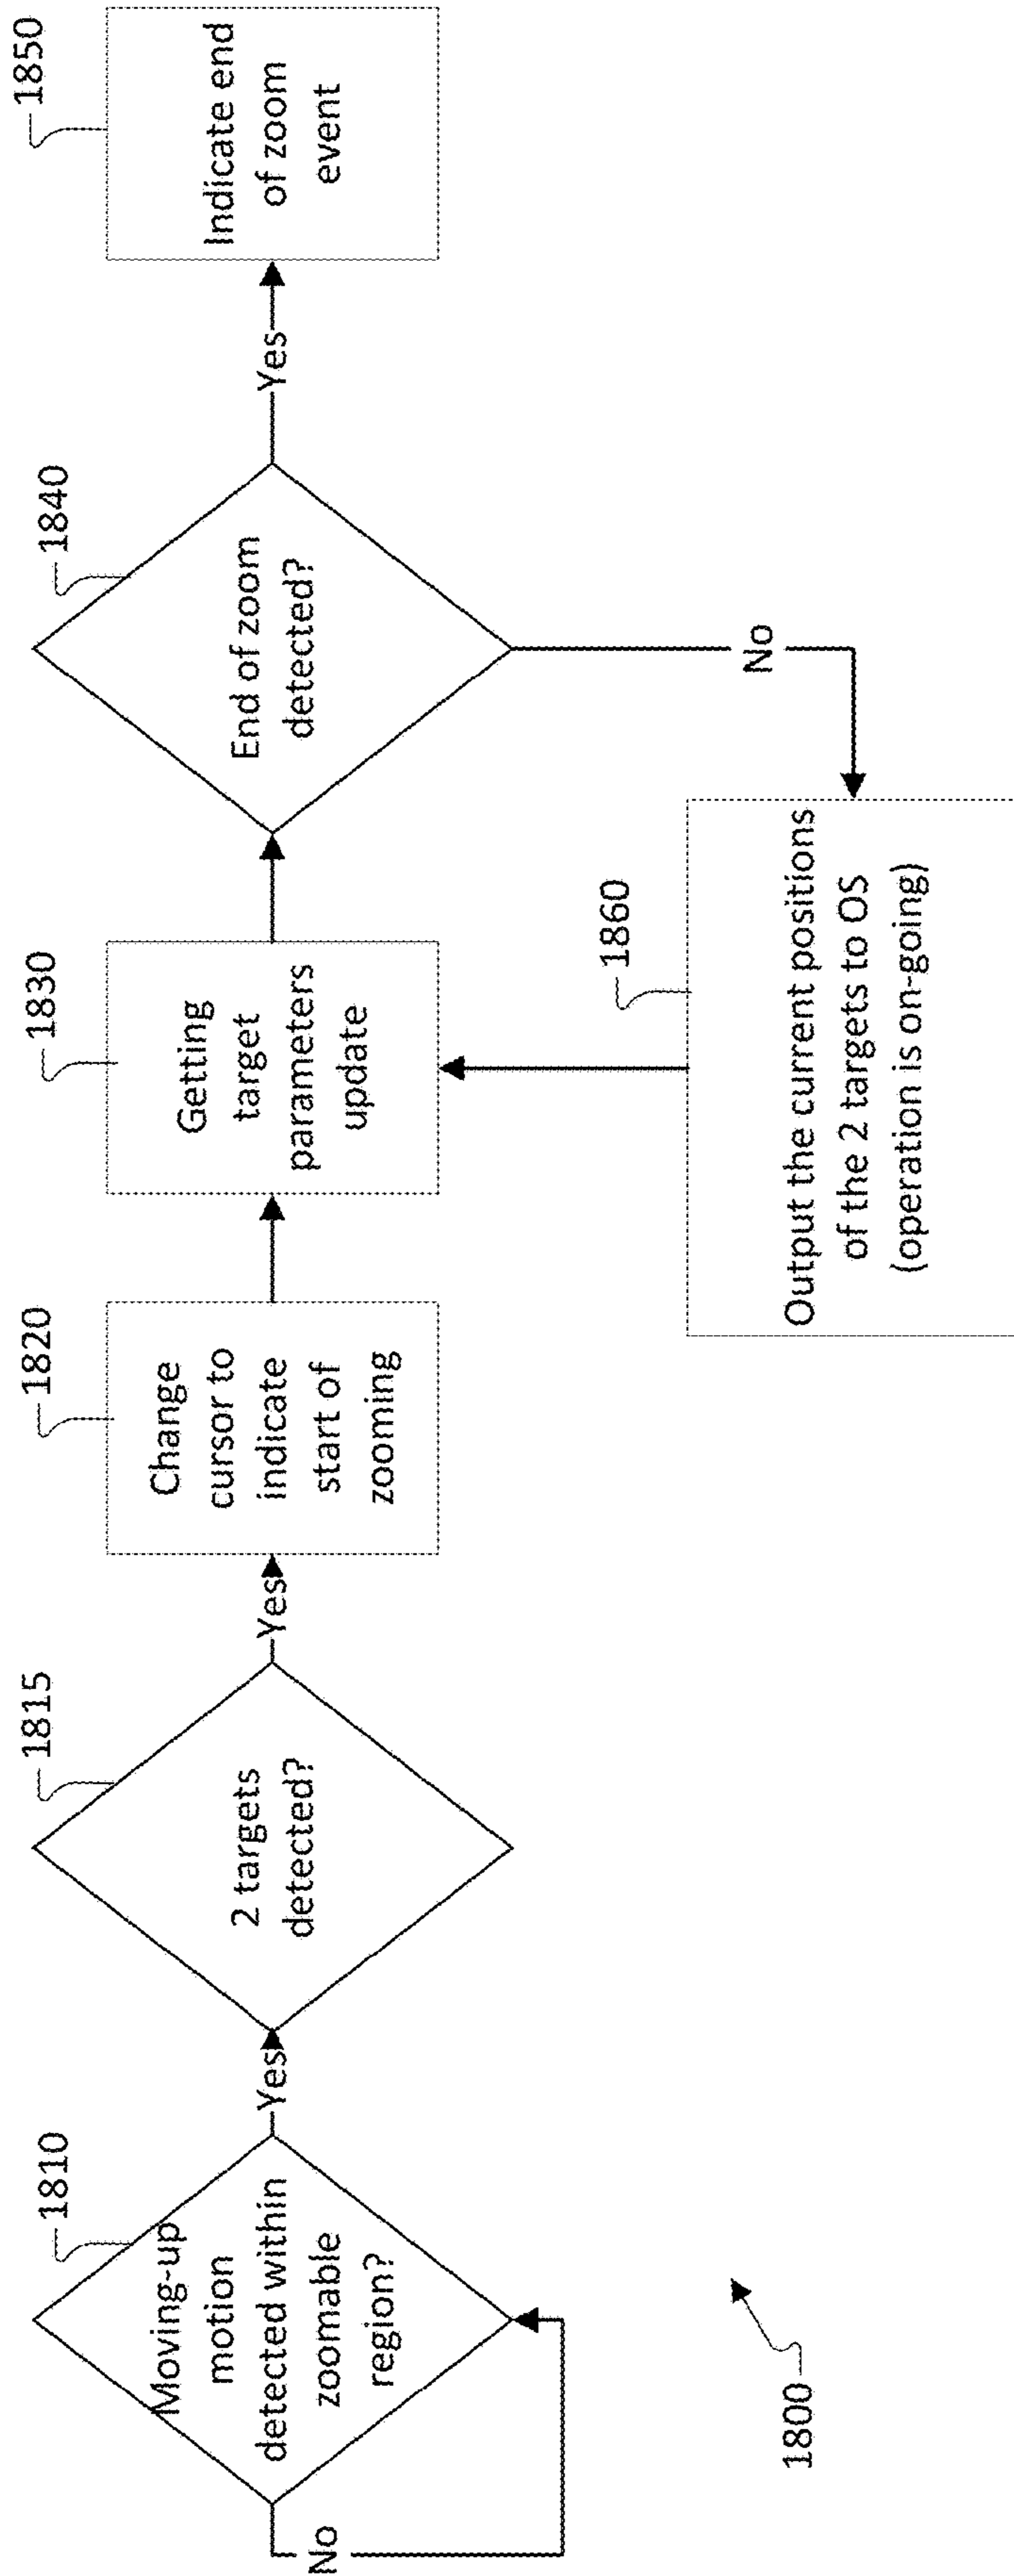 1810
Moving-up
motion
detected within
zoomable
region?
No
Yes
1815
2 targets
detected?
Yes
1820
Change
cursor to
indicate
start of
zooming
1830
Getting
target
parameters
update
1840
End of zoom
detected?
Yes
1850
Indicate end
of zoom
event
No
1860
Output the current positions
of the 2 targets to OS
(operation is on-going)
1800